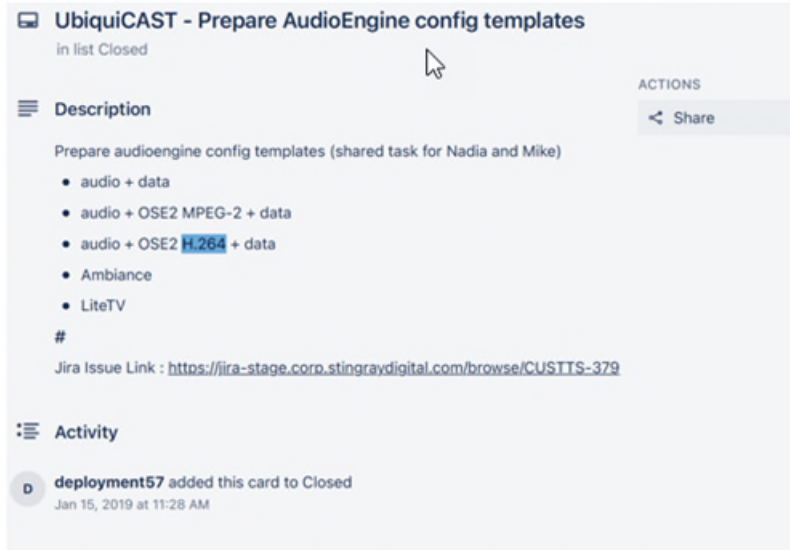 UbiquiCAST - Prepare AudioEngine config templates
in list Closed
ACTIONS
Share
Description
Prepare audioengine config templates (shared task for Nadia and Mike)
• audio + data
• audio + OSE2 MPEG-2 + data
• audio + OSE2 H.264 + data
• Ambiance
• LiteTV
#
Jira Issue Link : https://jira-stage.corp.stingraydigital.com/browse/CUSTTS-379
Activity
D
deployment57 added this card to Closed
Jan 15, 2019 at 11:28 AM